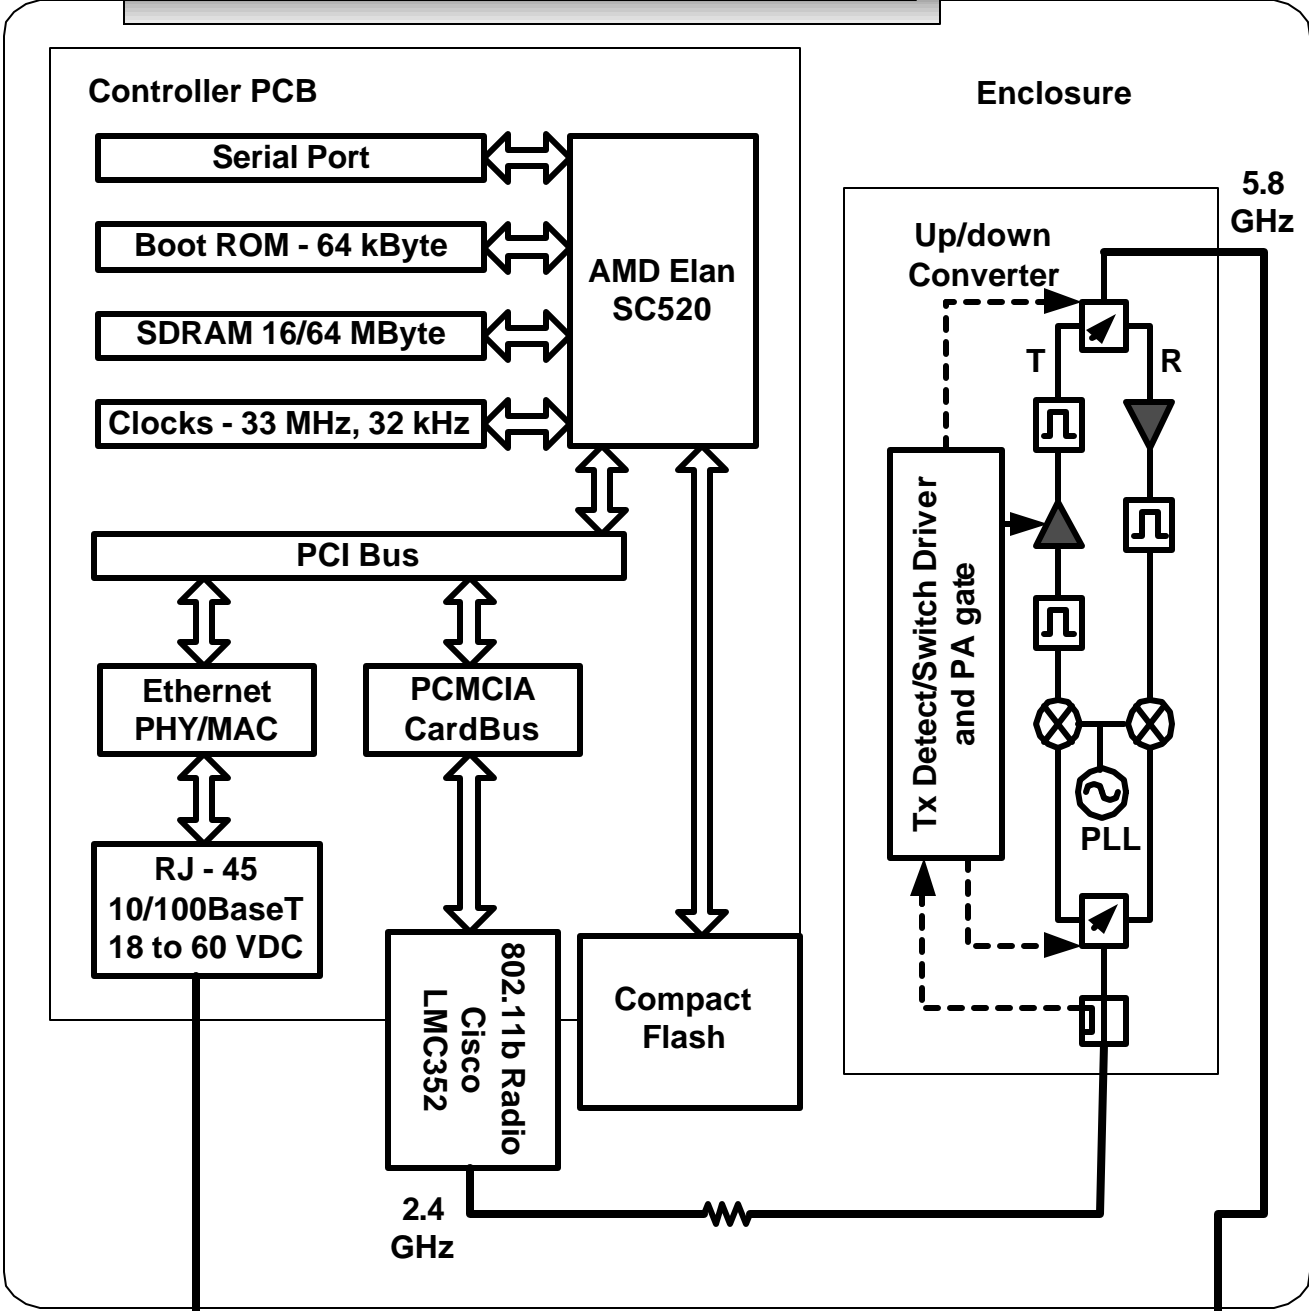 Controller PCB
Enclosure
Serial Port
Boot ROM - 64 kByte
SDRAM 16/64 MByte
Clocks - 33 MHz, 32 kHz
AMD Elan
SC520
PCI Bus
Ethernet
PHY/MAC
PCMCIA
CardBus
RJ - 45
10/100BaseT
18 to 60 VDC
802.11b Radio
Cisco
LMC352
Compact
Flash
2.4
GHz
5.8
GHz
Up/down
Converter
T
R
Tx Detect/Switch Driver
and PA gate
PLL